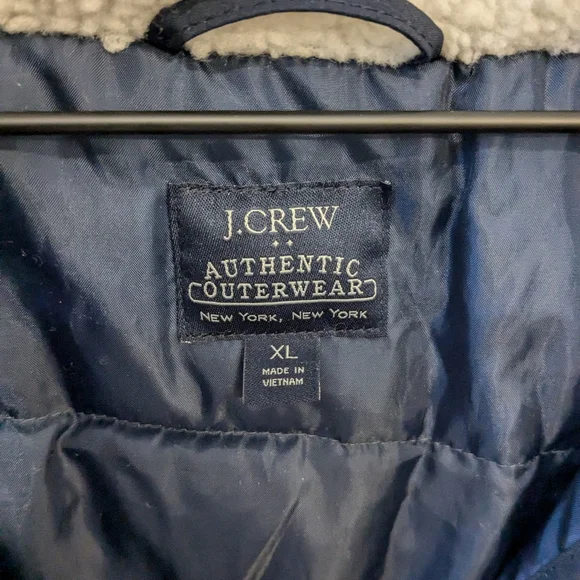 J.CREW
AUTHENTIC
OUTERWEAR
NEW YORK, NEW YORK
XL
MADE IN
VIETNAM